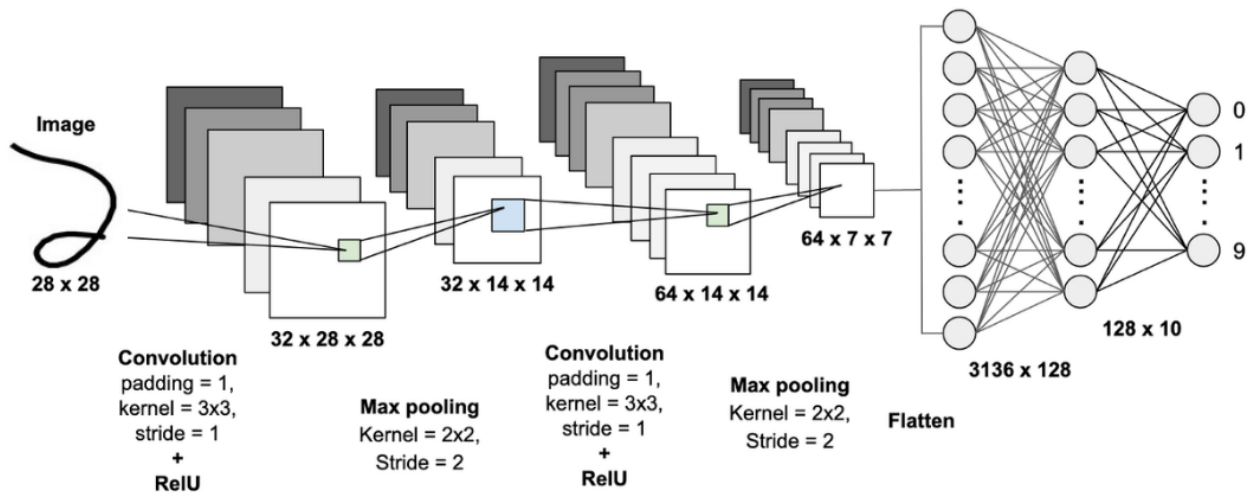 Image
28 x 28
32 x 28 x 28
Convolution
padding = 1,
kernel = 3x3,
stride = 1
+
RelU
32 x 14 x 14
Max pooling
Kernel = 2x2,
Stride = 2
64 x 14 x 14
Convolution
padding = 1,
kernel = 3x3,
stride = 1
+
RelU
64 x 7 x 7
Max pooling
Kernel = 2x2,
Stride = 2
Flatten
3136 x 128
128 x 10
0
1
9